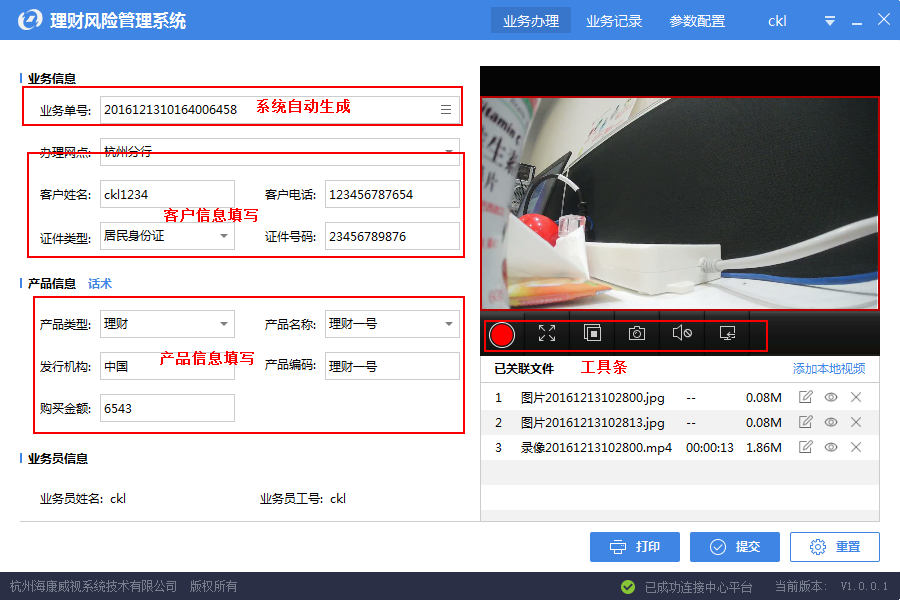 理财风险管理系统 业务办理 业务记录 参数配置 ckl
业务信息
业务单号: 2016121310164006458 系统自动生成
办理网点: 杭州分行
客户姓名: ckl1234 客户电话: 123456787654
客户信息填写
证件类型: 居民身份证 证件号码: 23456789876
产品信息 话术
产品类型: 理财 产品名称: 理财一号
发行机构: 中国 产品信息填写 产品编码: 理财一号
购买金额: 6543
业务员信息
业务员姓名: ckl 业务员工号: ckl
已关联文件 工具条 添加本地视频
1 图片20161213102800.jpg -- 0.08M
2 图片20161213102813.jpg -- 0.08M
3 录像20161213102800.mp4 00:00:13 1.86M
打印 提交 重置
杭州海康威视系统技术有限公司 版权所有 已成功连接中心平台 当前版本: V1.0.0.1